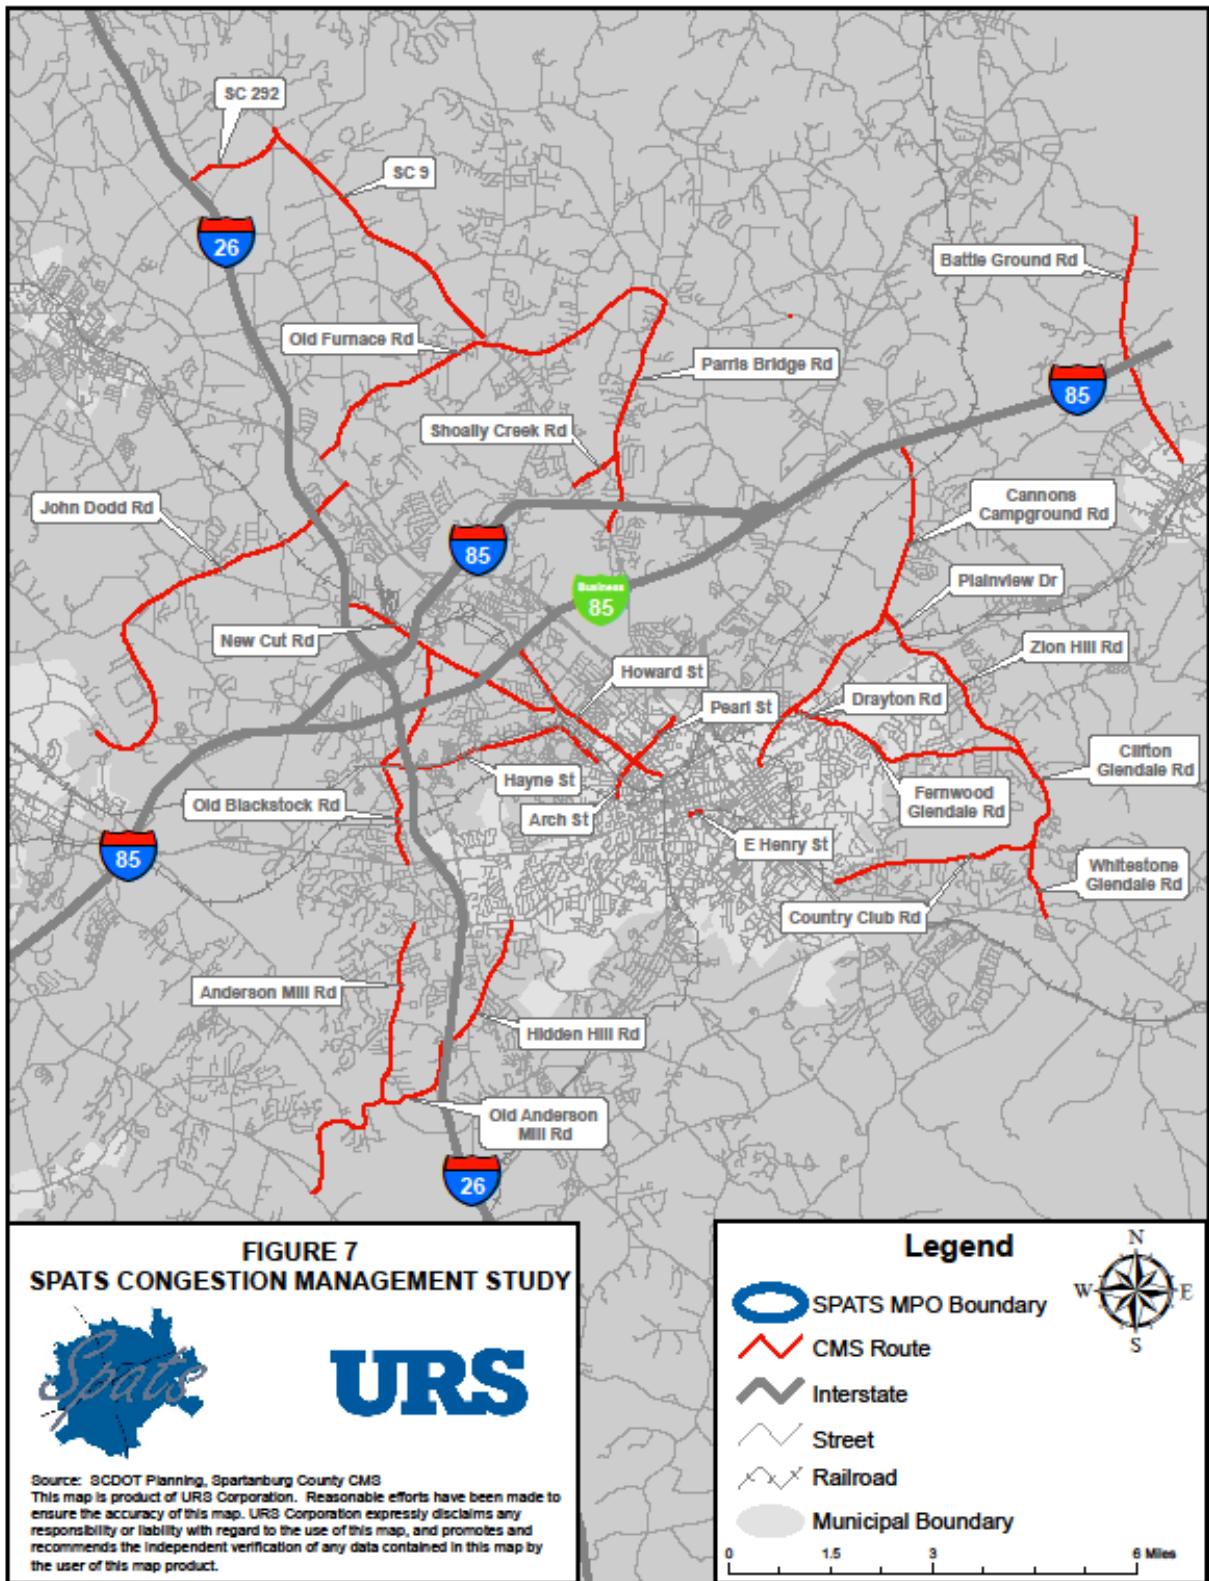 SC 292
SC 9
26
Battle Ground Rd
Old Furnace Rd
Parris Bridge Rd
85
Shoally Creek Rd
John Dodd Rd
Cannons
Campground Rd
85
Business
85
Plainview Dr
New Cut Rd
Zion Hill Rd
Howard St
Drayton Rd
Pearl St
Clifton
Glendale Rd
Hayne St
Fernwood
Glendale Rd
Old Blackstock Rd
Arch St
E Henry St
85
Whitestone
Glendale Rd
Country Club Rd
Anderson Mill Rd
Hidden Hill Rd
Old Anderson
Mill Rd
26
FIGURE 7
SPATS CONGESTION MANAGEMENT STUDY
Spats
URS
Source: SCDOT Planning, Spartanburg County CMS
This map is product of URS Corporation. Reasonable efforts have been made to
ensure the accuracy of this map. URS Corporation expressly disclaims any
responsibility or liability with regard to the use of this map, and promotes and
recommends the independent verification of any data contained in this map by
the user of this map product.
Legend
N
W E
S
SPATS MPO Boundary
CMS Route
Interstate
Street
Railroad
Municipal Boundary
0 1.5 3 6 Miles